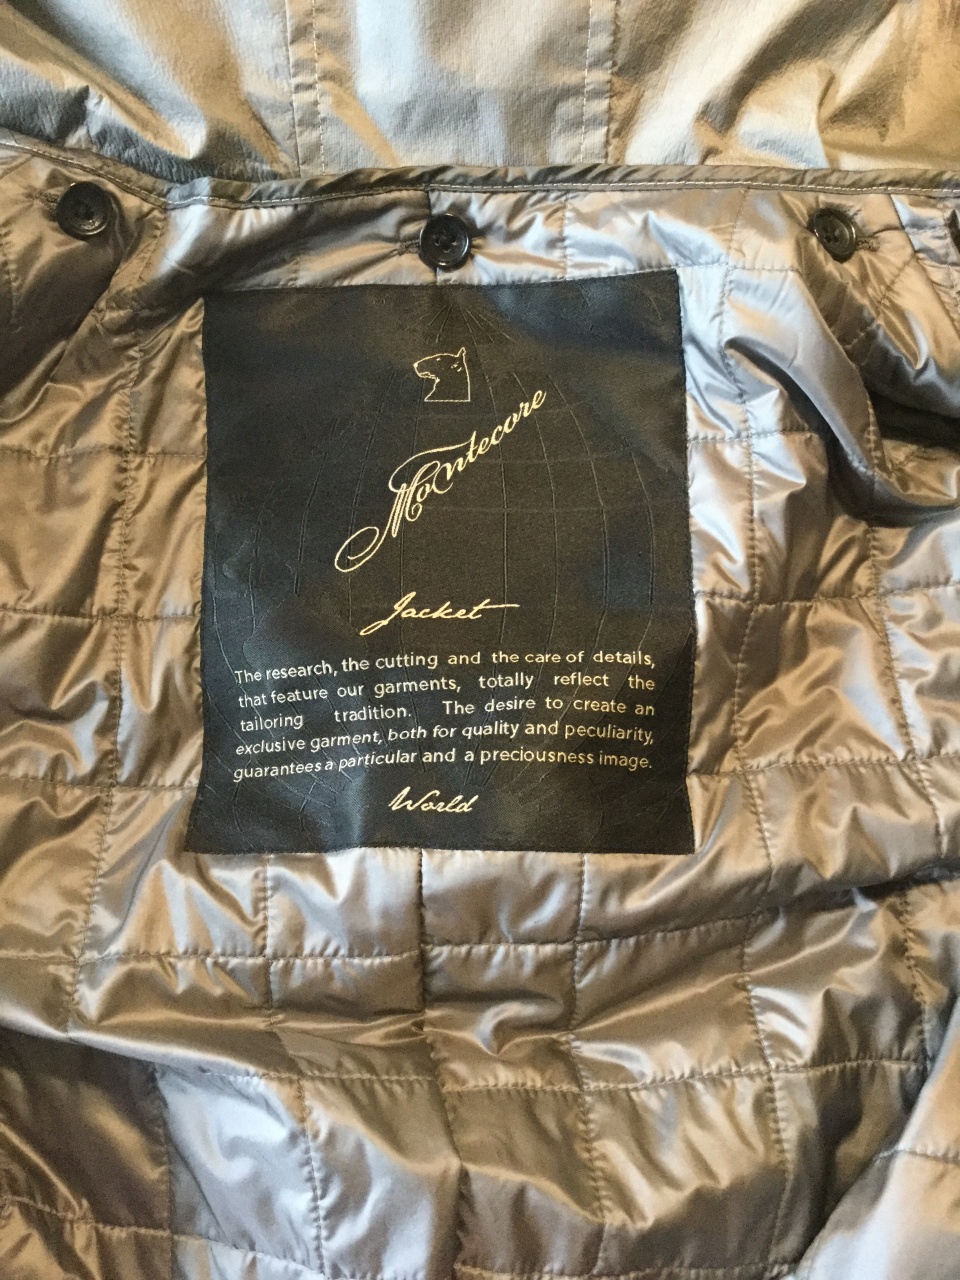 Montecore
Jacket
The research, the cutting and the care of details,
that feature our garments, totally reflect the
tailoring tradition. The desire to create an
exclusive garment, both for quality and peculiarity,
guarantees a particular and a preciousness image.
World